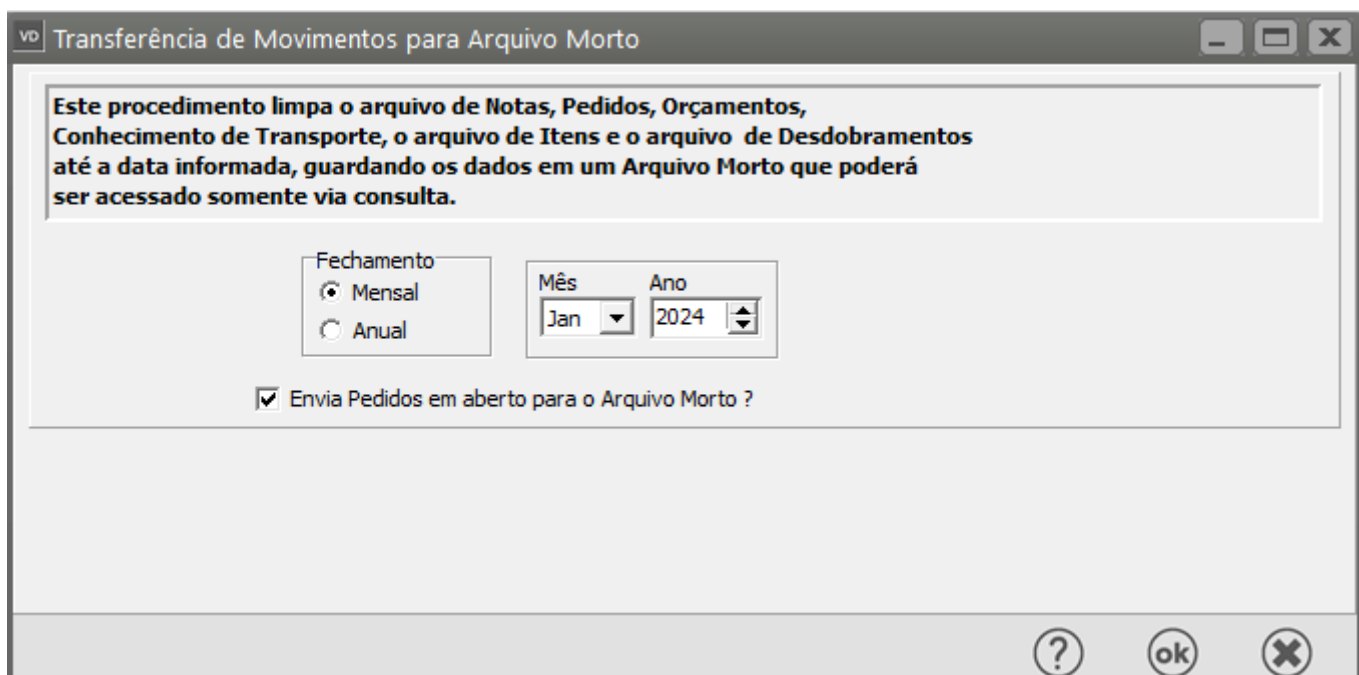 VD Transferência de Movimentos para Arquivo Morto
Este procedimento limpa o arquivo de Notas, Pedidos, Orçamentos,
Conhecimento de Transporte, o arquivo de Itens e o arquivo de Desdobramentos
até a data informada, guardando os dados em um Arquivo Morto que poderá
ser acessado somente via consulta.
Fechamento
Mensal
Anual
Mês Ano
Jan 2024
Envia Pedidos em aberto para o Arquivo Morto ?
? ok